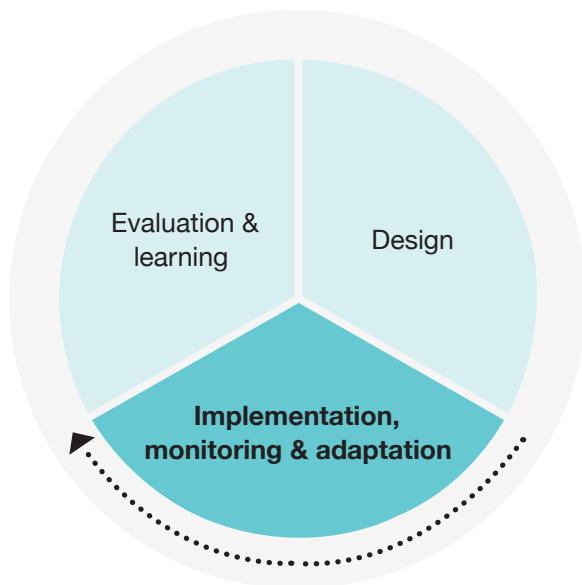 Evaluation &
learning
Design
Implementation,
monitoring & adaptation